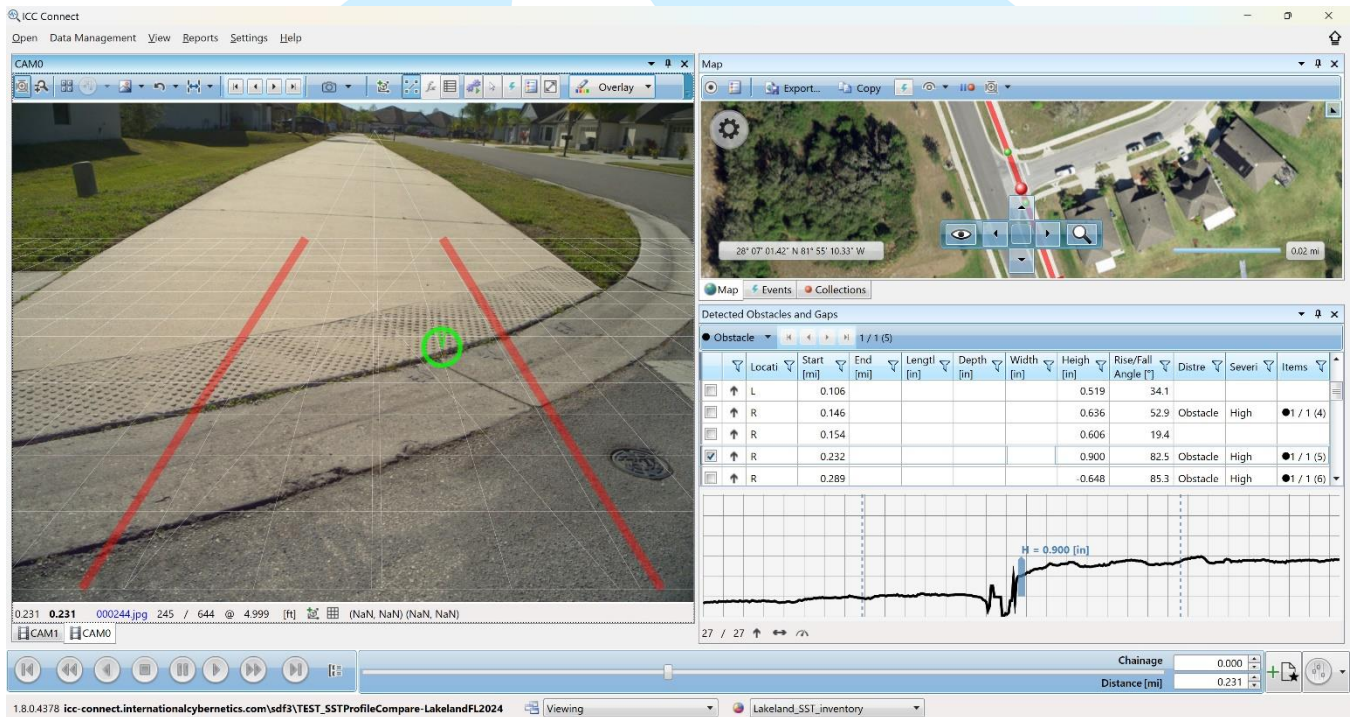 ICC Connect
Open Data Management View Reports Settings Help
CAM0
Overlay
0.231 0.231 000244.jpg 245 / 644 @ 4.999 [ft] (NaN, NaN) (NaN, NaN)
CAM1 CAM0
Map
Export... Copy
28° 07' 01.42" N 81° 55' 10.33" W
0.02 mi
Map Events Collections
Detected Obstacles and Gaps
Obstacle 1 / 1 (5)
Locati Start [mi] End [mi] Lengtl [in] Depth [in] Width [in] Heigh [in] Rise/Fall Angle [°] Distre Severi Items
L 0.106 0.519 34.1
R 0.146 0.636 52.9 Obstacle High 1 / 1 (4)
R 0.154 0.606 19.4
R 0.232 0.900 82.5 Obstacle High 1 / 1 (5)
R 0.289 -0.648 85.3 Obstacle High 1 / 1 (6)
H = 0.900 [in]
27 / 27
Chainage 0.000
Distance [mi] 0.231
1.8.0.4378 icc-connect.internationalcybernetics.com\sdf3\TEST_SSTProfileCompare-LakelandFL2024 Viewing Lakeland_SST_inventory